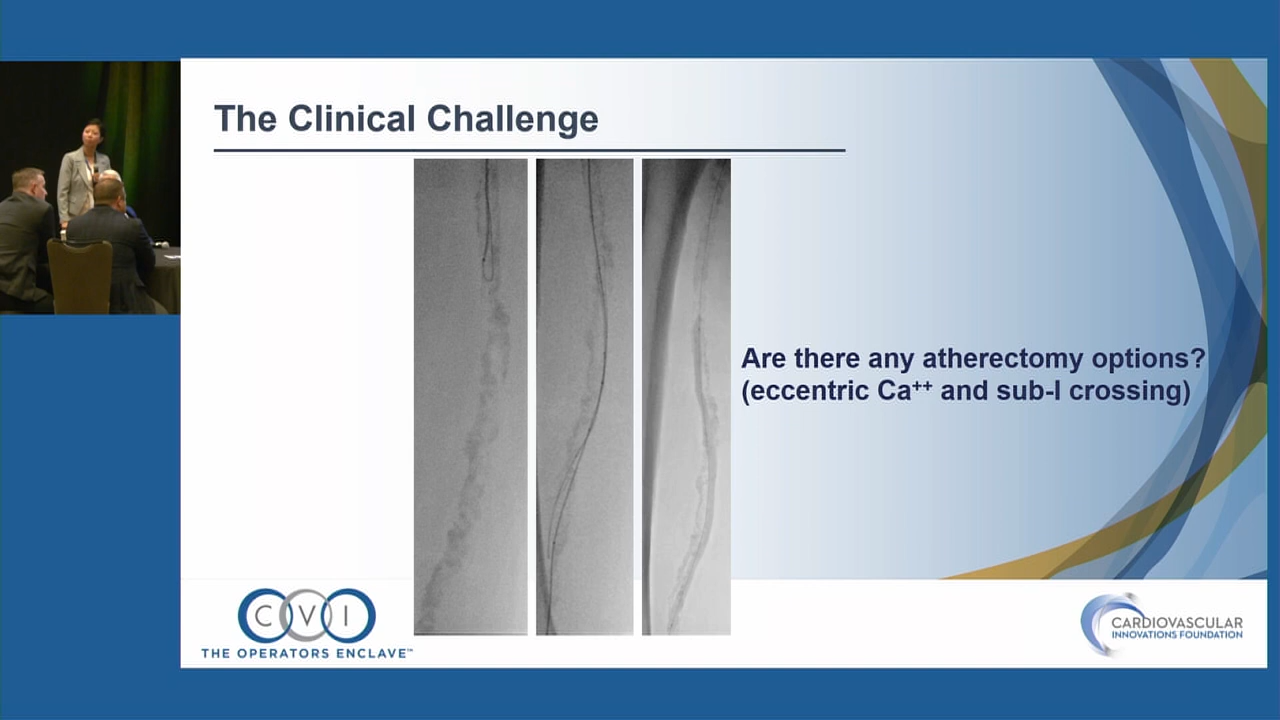 The Clinical Challenge
Are there any atherectomy options?
(eccentric Ca⁺⁺ and sub-I crossing)
CVI
THE OPERATORS ENCLAVE™
CARDIOVASCULAR
INNOVATIONS FOUNDATION